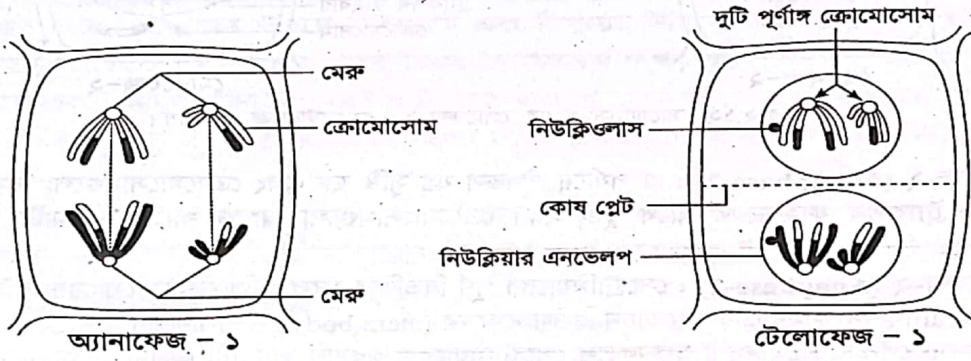 মেরু
ক্রোমোসোম
মেরু
অ্যানাফেজ – ১
দুটি পূর্ণাঙ্গ ক্রোমোসোম
নিউক্লিওলাস
কোষ প্লেট
নিউক্লিয়ার এনভেলপ
টেলোফেজ – ১